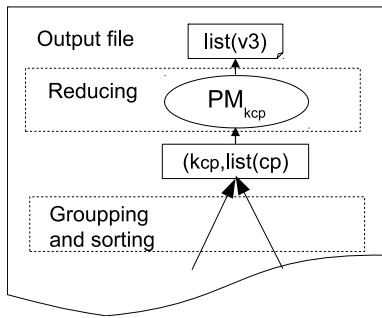 Output file
list(v3)
Reducing
PMkcp
(kcp,list(cp)
Groupping
and sorting